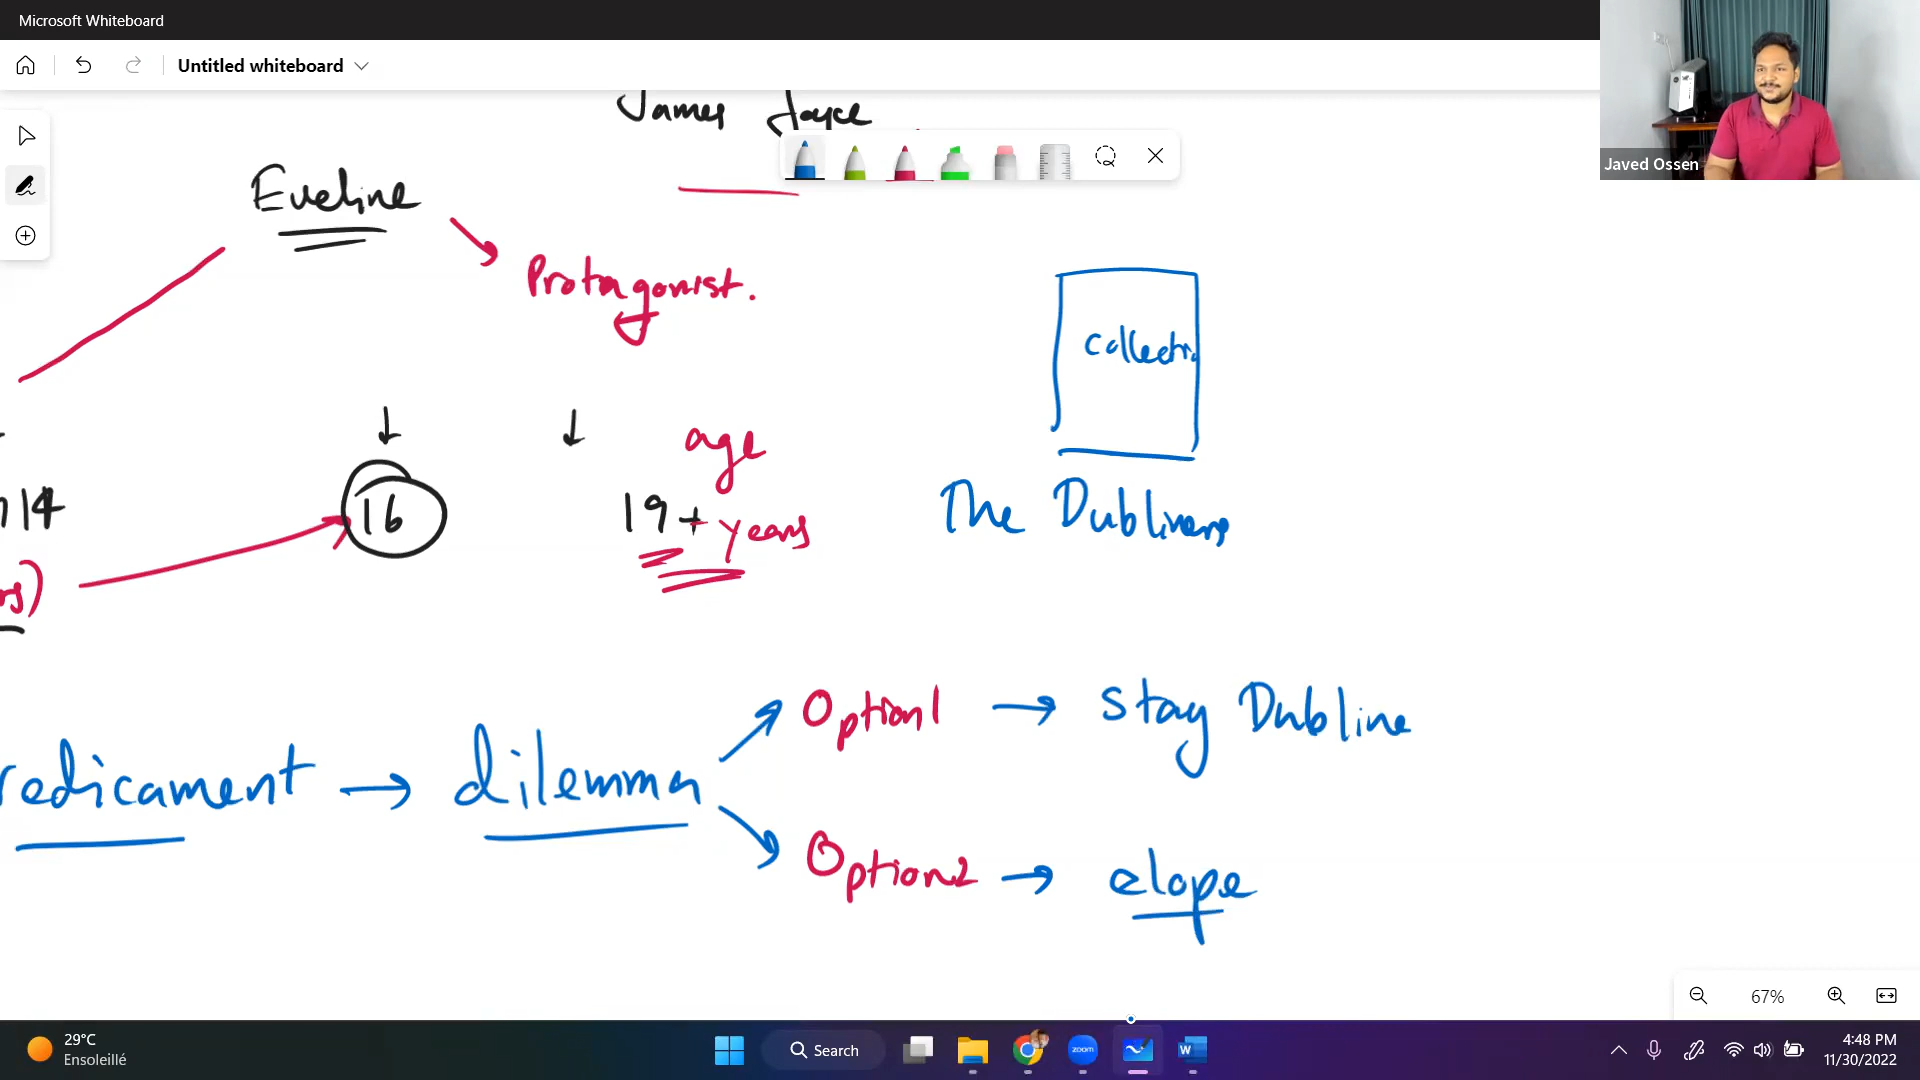 Microsoft Whiteboard
Untitled whiteboard
James Joyce
Eveline
Protagonist.
Collectn
age
14
16
19+ years
The Dubliners
Option1 → Stay Dubline
redicament → dilemma
Option2 → elope
Javed Ossen
67%
29°C
Ensoleillé
Search
zoom
4:48 PM
11/30/2022